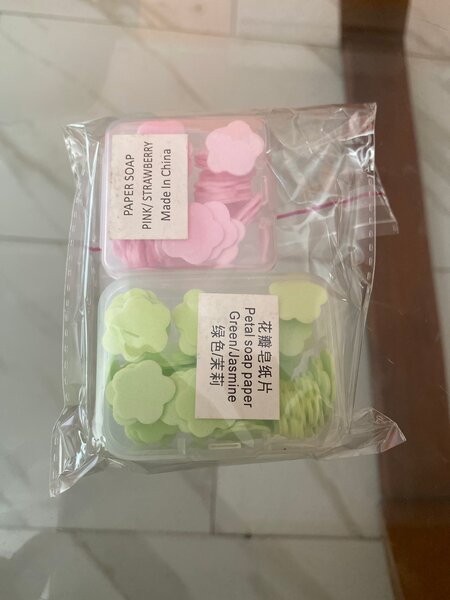 PAPER SOAP
PINK/ STRAWBERRY
Made In China
花瓣皂纸片
Petal soap paper
Green/Jasmine
绿色/茉莉